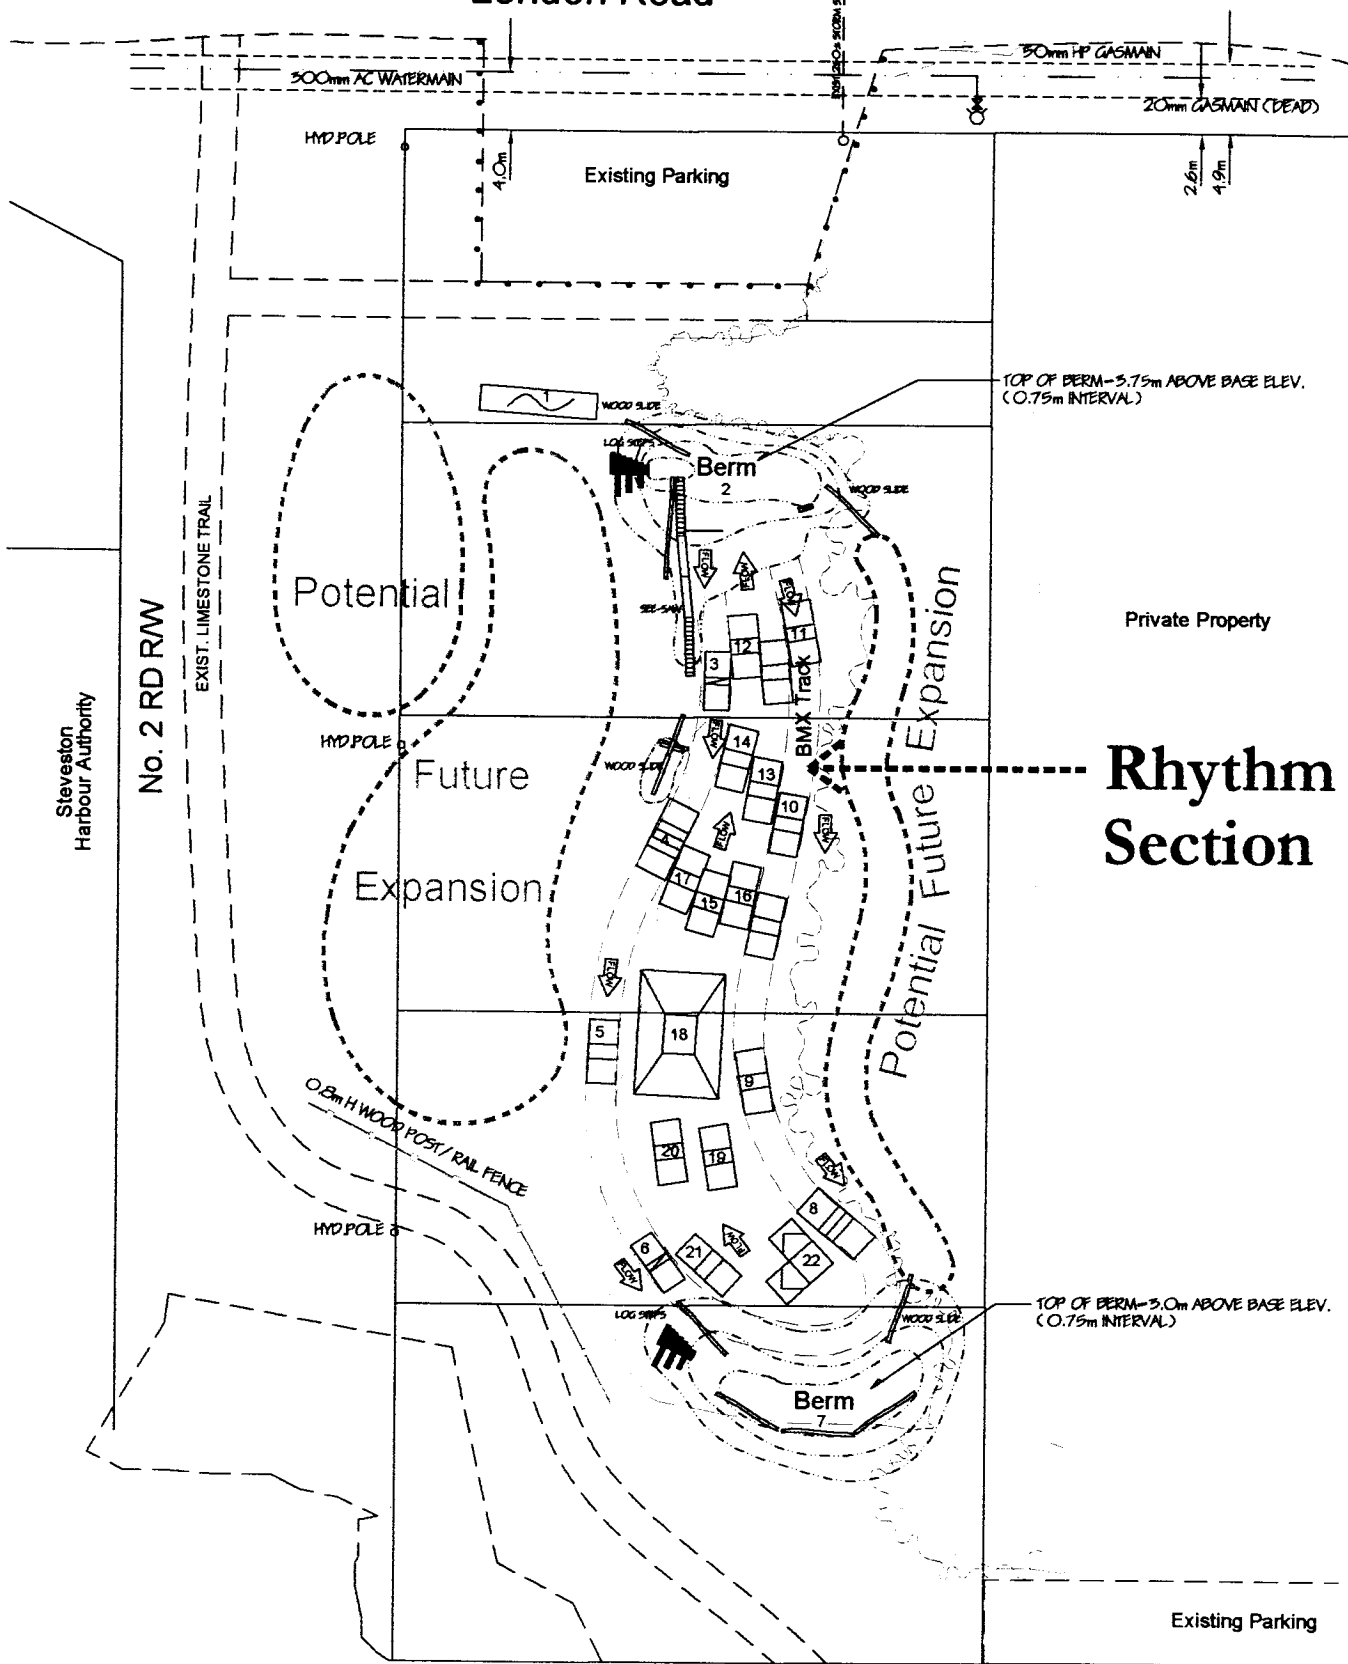 London Road
50mm HP GASMAIN
300mm AC WATERMAIN
20mm GASMAIN (DEAD)
HYD.POLE
4.0m
Existing Parking
2.6m
4.9m
TOP OF BERM-3.75m ABOVE BASE ELEV.
(0.75m INTERVAL)
1
WOOD SLIDE
LOG STEPS
Berm
2
WOOD SLIDE
EXIST. LIMESTONE TRAIL
No. 2 RD R/W
Steveston
Harbour Authority
Potential
Future
Expansion
FLOW
FLOW
FLOW
SEE-SAW
Private Property
11
12
3
BMX Track
Potential Future Expansion
HYD.POLE
FLOW
14
WOOD SLIDE
13
10
Rhythm
Section
FLOW
FLOW
4
17
15
16
FLOW
5
18
9
0.8m H WOOD POST/ RAIL FENCE
20
19
FLOW
HYD.POLE
8
6
21
FLOW
22
FLOW
TOP OF BERM-3.0m ABOVE BASE ELEV.
(0.75m INTERVAL)
LOG STEPS
WOOD SLIDE
Berm
7
Existing Parking